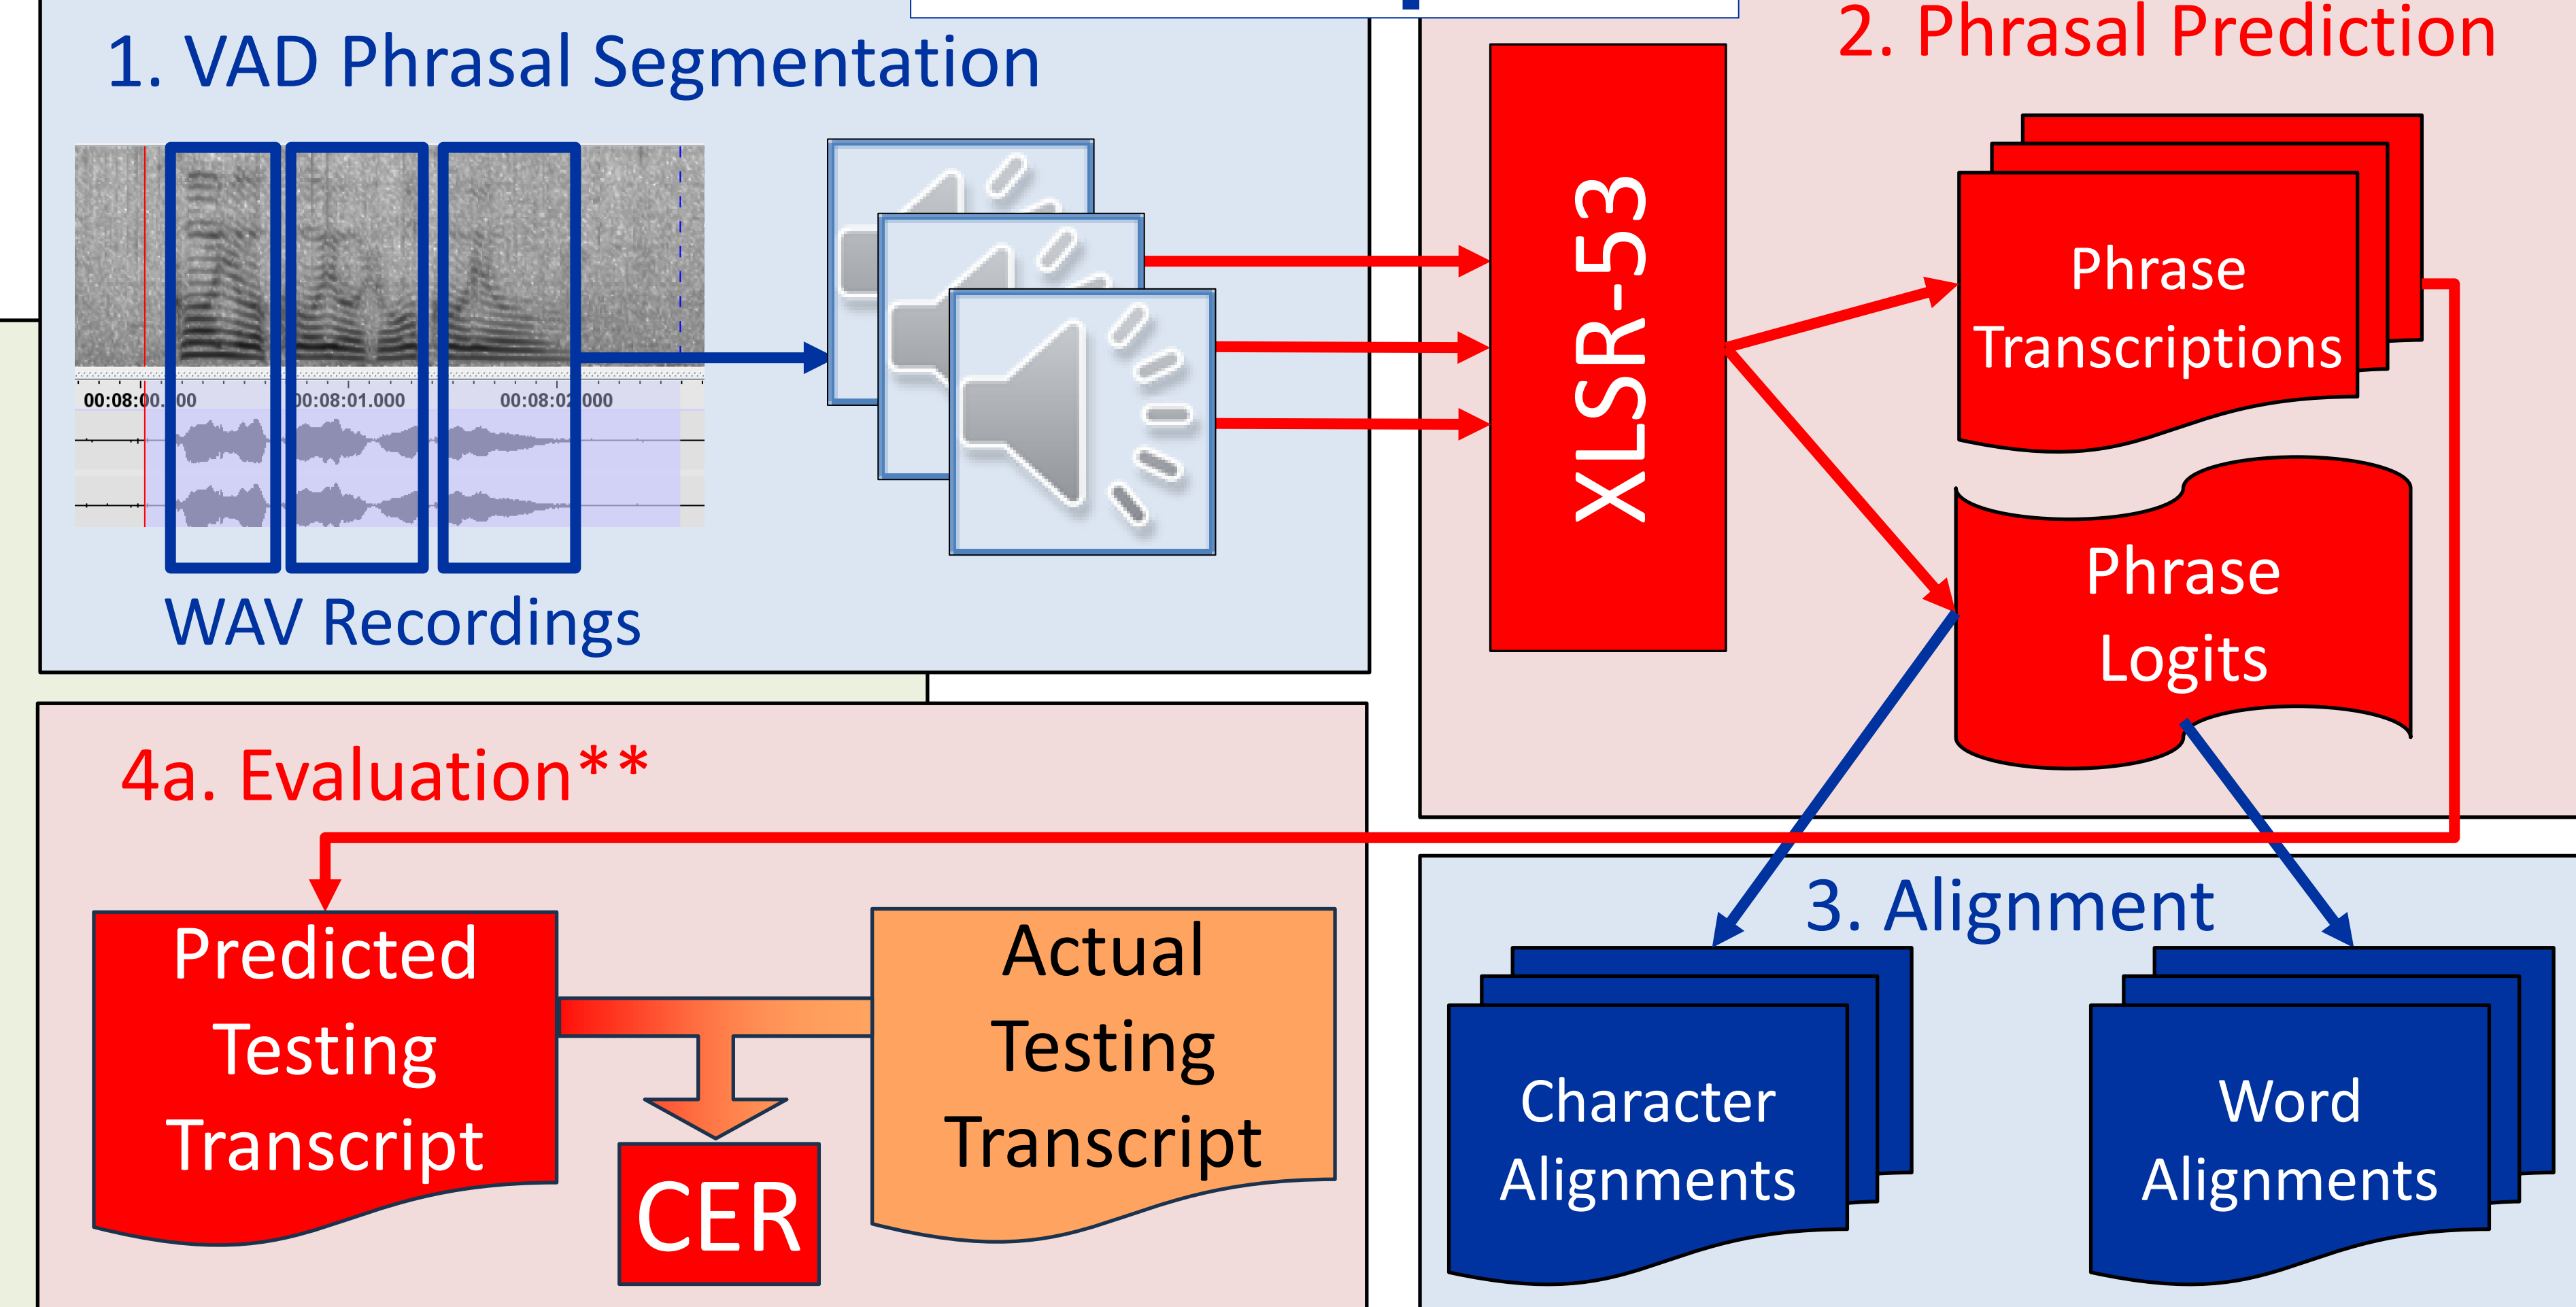 1. VAD Phrasal Segmentation
00:08:01.000
WAV Recordings
2. Phrasal Prediction
XLSR-53
Phrase
Transcriptions
Phrase
Logits
4a. Evaluation**
Predicted
Testing
Transcript
CER
Actual
Testing
Transcript
3. Alignment
Character
Alignments
Word
Alignments